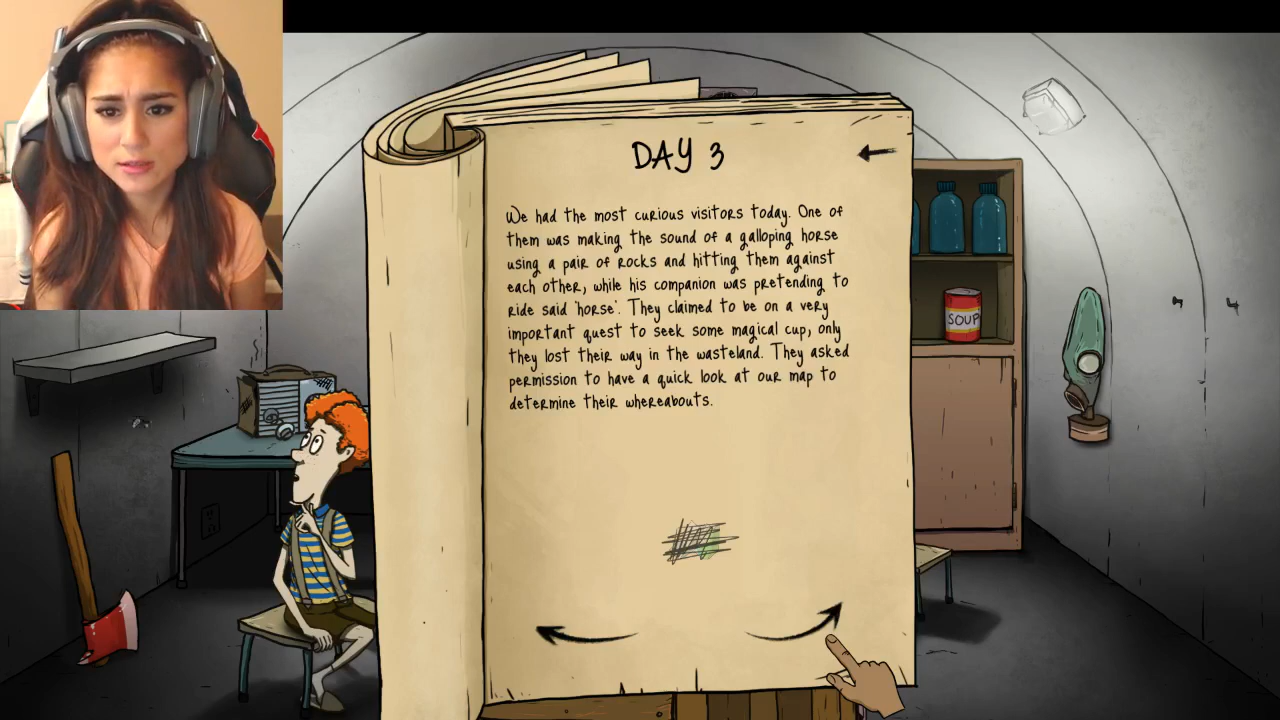 DAY 3
We had the most curious visitors today. One of
them was making the sound of a galloping horse
using a pair of rocks and hitting them against
each other, while his companion was pretending to
ride said 'horse'. They claimed to be on a very
important quest to seek some magical cup, only
they lost their way in the wasteland. They asked
permission to have a quick look at our map to
determine their whereabouts.
SOUP